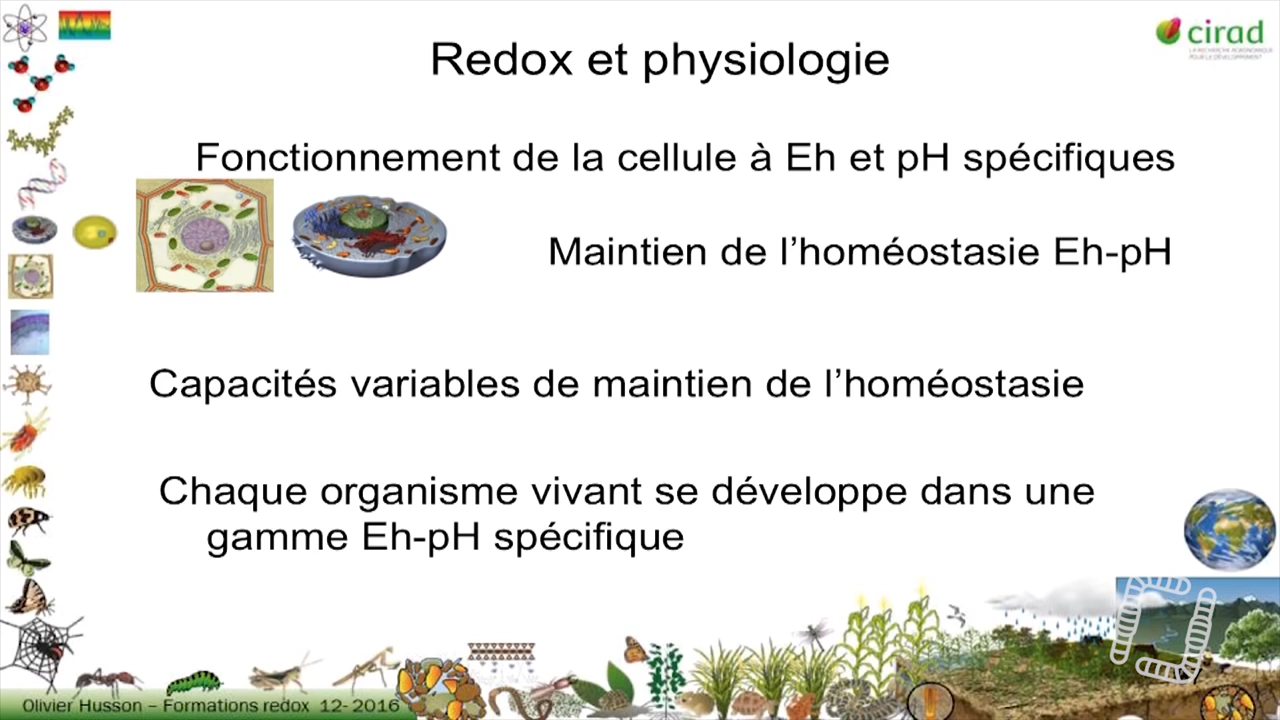 cirad
LA RECHERCHE AGRONOMIQUE
POUR LE DÉVELOPPEMENT
Redox et physiologie
Fonctionnement de la cellule à Eh et pH spécifiques
Maintien de l’homéostasie Eh-pH
Capacités variables de maintien de l’homéostasie
Chaque organisme vivant se développe dans une
gamme Eh-pH spécifique
Olivier Husson – Formations redox 12- 2016